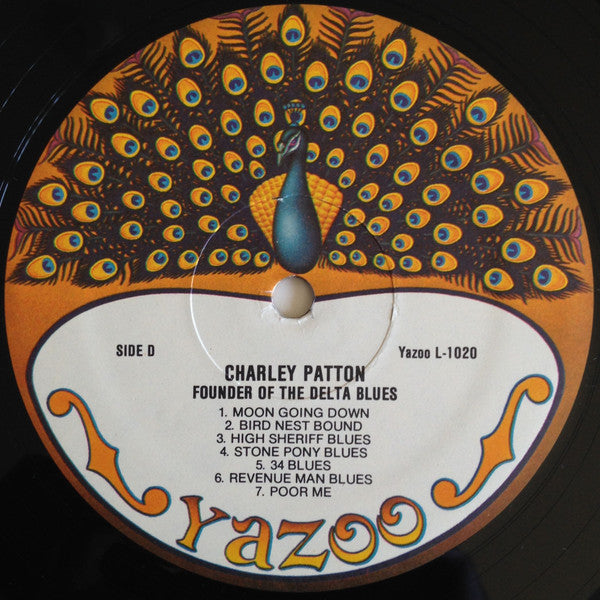 SIDE D
Yazoo L-1020
CHARLEY PATTON
FOUNDER OF THE DELTA BLUES
1. MOON GOING DOWN
2. BIRD NEST BOUND
3. HIGH SHERIFF BLUES
4. STONE PONY BLUES
5. 34 BLUES
6. REVENUE MAN BLUES
7. POOR ME
Yazoo